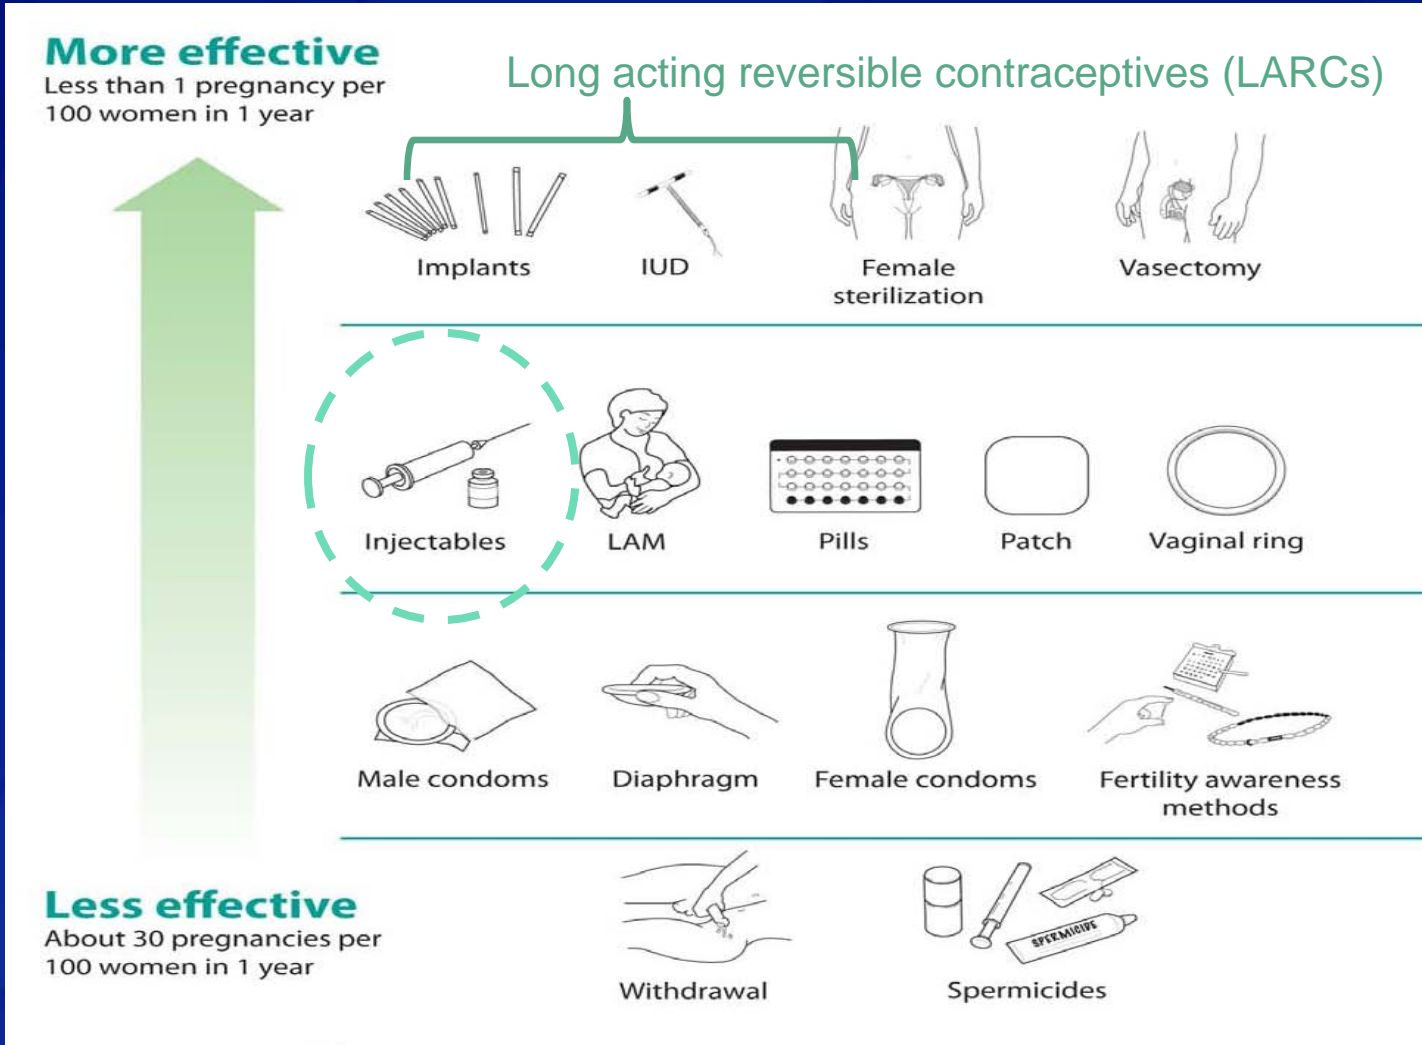 More effective
Less than 1 pregnancy per
100 women in 1 year
Long acting reversible contraceptives (LARCs)
Implants
IUD
Female
sterilization
Vasectomy
Injectables
LAM
Pills
Patch
Vaginal ring
Male condoms
Diaphragm
Female condoms
Fertility awareness
methods
Less effective
About 30 pregnancies per
100 women in 1 year
SPERMICIDE
Withdrawal
Spermicides